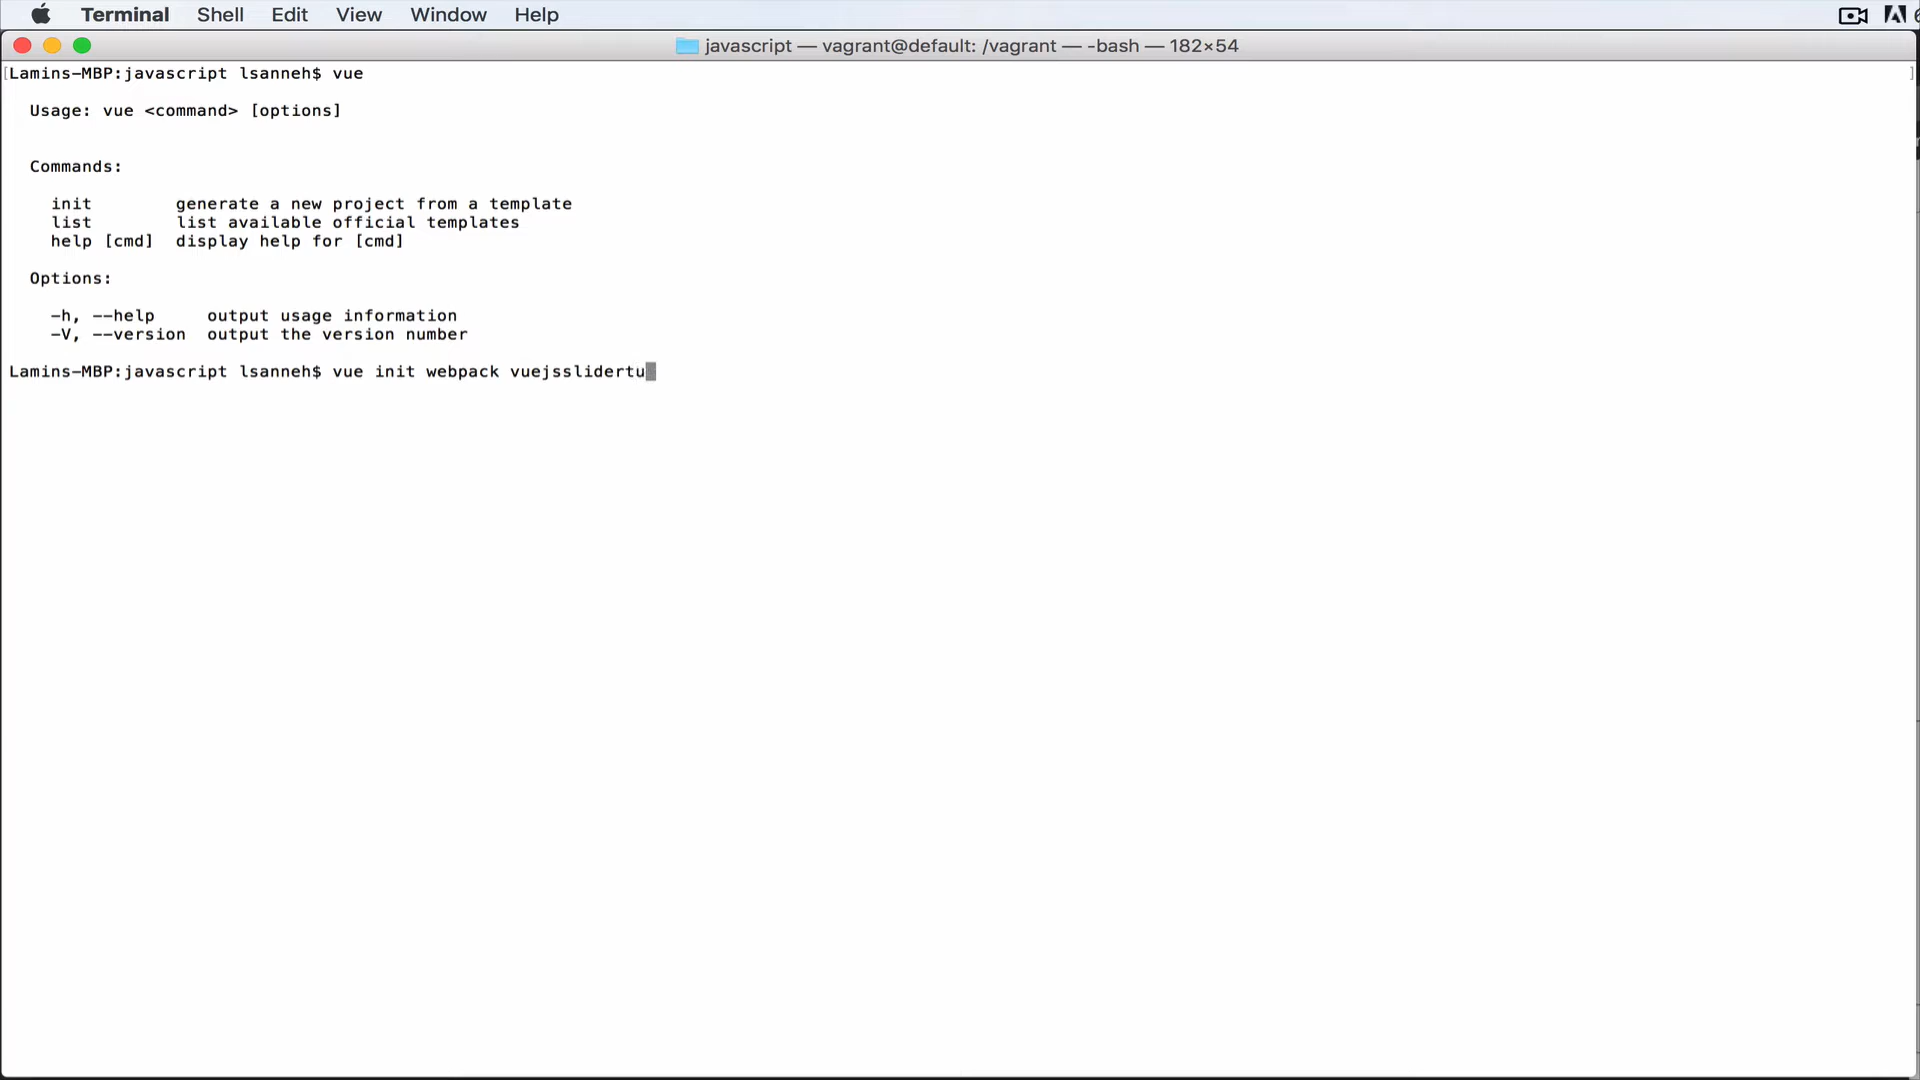 Terminal Shell Edit View Window Help
javascript — vagrant@default: /vagrant — -bash — 182×54
[Lamins-MBP:javascript lsanneh$ vue ]
Usage: vue <command> [options]
Commands:
init generate a new project from a template
list list available official templates
help [cmd] display help for [cmd]
Options:
-h, --help output usage information
-V, --version output the version number
Lamins-MBP:javascript lsanneh$ vue init webpack vuejsslidertu